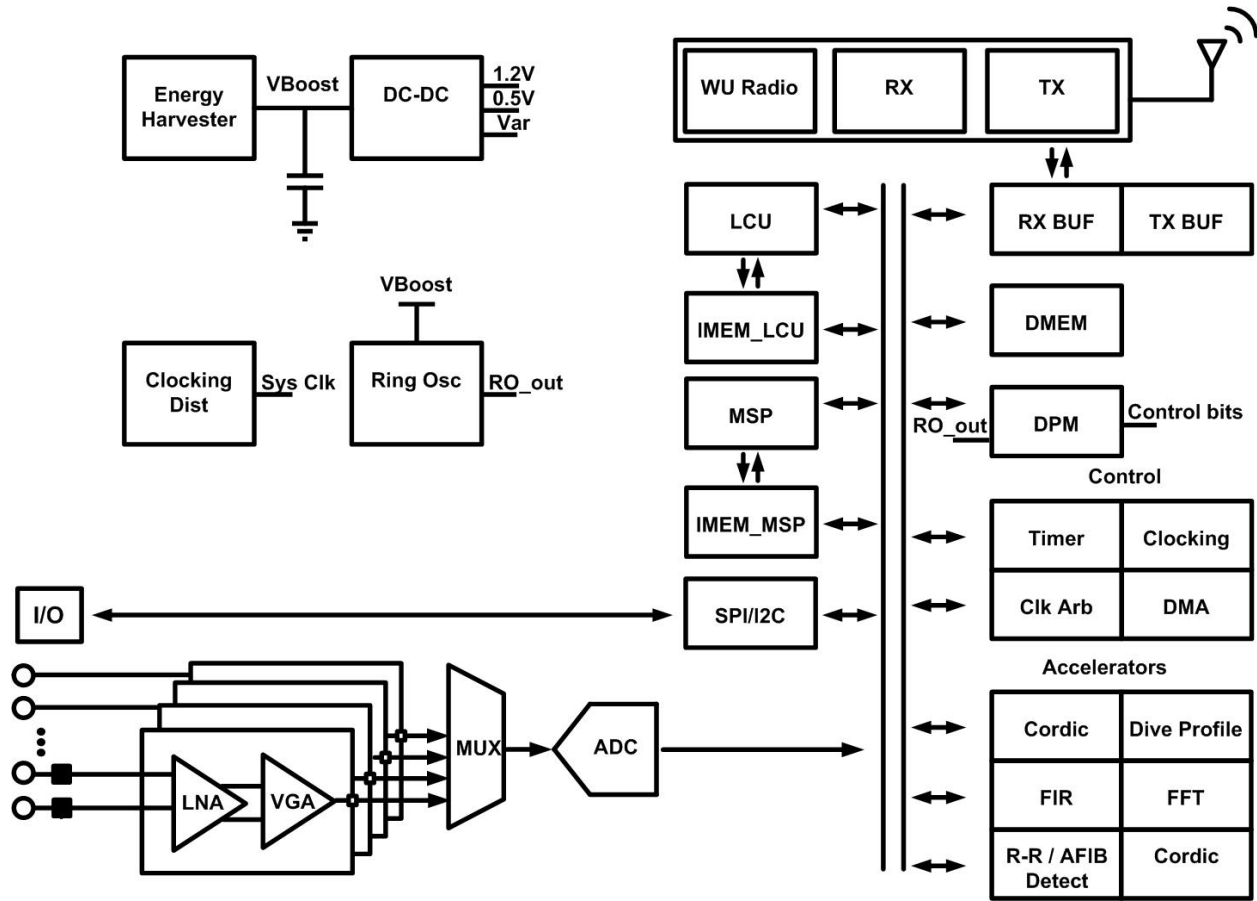 Energy
Harvester
VBoost
DC-DC
1.2V
0.5V
Var
WU Radio
RX
TX
LCU
RX BUF
TX BUF
VBoost
IMEM_LCU
DMEM
Clocking
Dist
Sys Clk
Ring Osc
RO_out
MSP
RO_out
DPM
Control bits
Control
IMEM_MSP
Timer
Clocking
Clk Arb
DMA
I/O
SPI/I2C
Accelerators
Cordic
Dive Profile
FIR
FFT
R-R / AFIB
Detect
Cordic
MUX
ADC
LNA
VGA